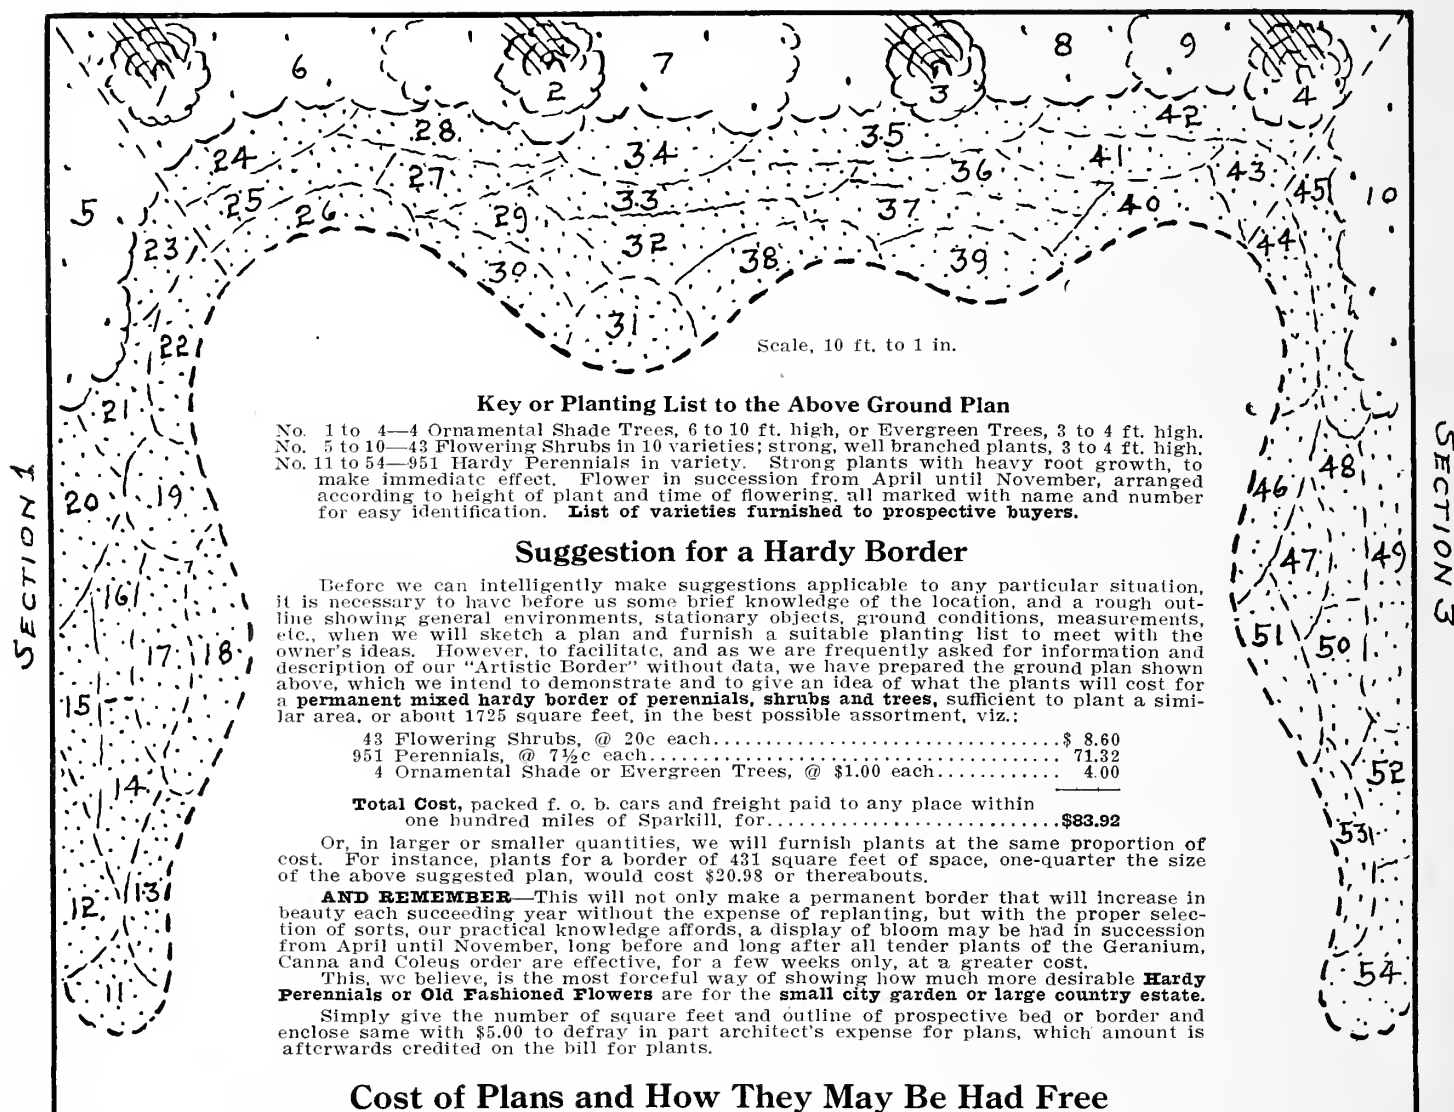 1 2 3 4 5 6 7 8 9 10
24 28 34 35 42
25 26 27 29 33 36 41 43 45
23 32 37 40 44
30 31 38 39
22
21
20 19
16 17 18
15
14
13 12
11
46 48
47 49
51 50
52
53
54
SECTION 1
SECTION 3
Scale, 10 ft. to 1 in.
Key or Planting List to the Above Ground Plan
No. 1 to 4—4 Ornamental Shade Trees, 6 to 10 ft. high, or Evergreen Trees, 3 to 4 ft. high.
No. 5 to 10—43 Flowering Shrubs in 10 varieties; strong, well branched plants, 3 to 4 ft. high.
No. 11 to 54—951 Hardy Perennials in variety. Strong plants with heavy root growth, to
make immediate effect. Flower in succession from April until November, arranged
according to height of plant and time of flowering, all marked with name and number
for easy identification. List of varieties furnished to prospective buyers.
Suggestion for a Hardy Border
Before we can intelligently make suggestions applicable to any particular situation,
it is necessary to have before us some brief knowledge of the location, and a rough out-
line showing general environments, stationary objects, ground conditions, measurements,
etc., when we will sketch a plan and furnish a suitable planting list to meet with the
owner's ideas. However, to facilitate, and as we are frequently asked for information and
description of our "Artistic Border" without data, we have prepared the ground plan shown
above, which we intend to demonstrate and to give an idea of what the plants will cost for
a permanent mixed hardy border of perennials, shrubs and trees, sufficient to plant a simi-
lar area, or about 1725 square feet, in the best possible assortment, viz.:
43 Flowering Shrubs, @ 20c each................................$ 8.60
951 Perennials, @ 7½c each...................................... 71.32
4 Ornamental Shade or Evergreen Trees, @ $1.00 each............ 4.00
Total Cost, packed f. o. b. cars and freight paid to any place within
one hundred miles of Sparkill, for...........................$83.92
Or, in larger or smaller quantities, we will furnish plants at the same proportion of
cost. For instance, plants for a border of 431 square feet of space, one-quarter the size
of the above suggested plan, would cost $20.98 or thereabouts.
AND REMEMBER—This will not only make a permanent border that will increase in
beauty each succeeding year without the expense of replanting, but with the proper selec-
tion of sorts, our practical knowledge affords, a display of bloom may be had in succession
from April until November, long before and long after all tender plants of the Geranium,
Canna and Coleus order are effective, for a few weeks only, at a greater cost.
This, we believe, is the most forceful way of showing how much more desirable Hardy
Perennials or Old Fashioned Flowers are for the small city garden or large country estate.
Simply give the number of square feet and outline of prospective bed or border and
enclose same with $5.00 to defray in part architect's expense for plans, which amount is
afterwards credited on the bill for plants.
Cost of Plans and How They May Be Had Free